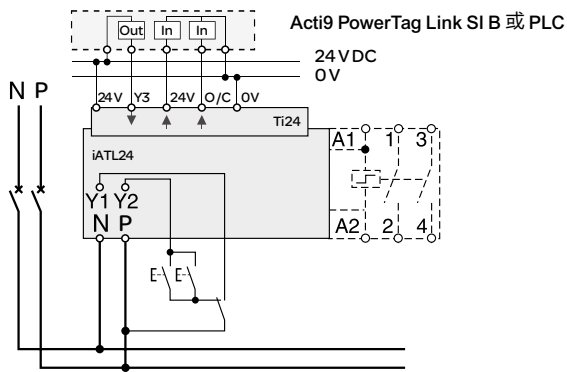 Acti9 PowerTag Link SI B 或 PLC
Out In In
24VDC
0V
N P
24V Y3 24V O/C 0V
Ti24
iATL24
A1 1 3
Y1 Y2
N P
A2 2 4